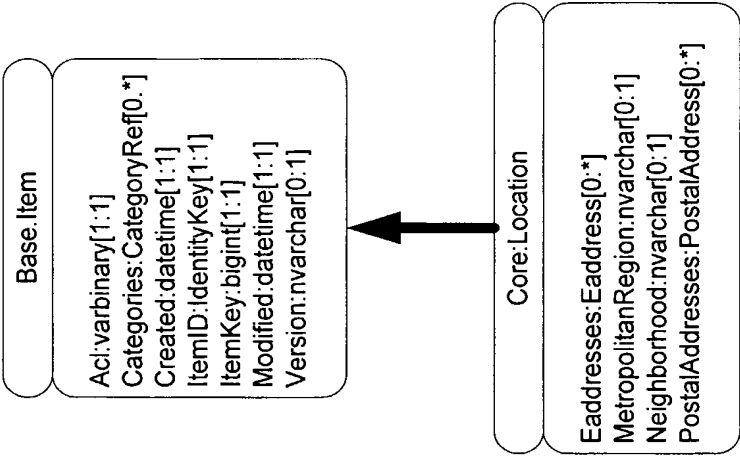 Base.Item
Acl:varbinary[1:1]
Categories:CategoryRef[0.*]
Created:datetime[1:1]
ItemID:IdentityKey[1:1]
ItemKey:bigint[1:1]
Modified:datetime[1:1]
Version:nvarchar[0:1]
Core:Location
Eaddresses:Eaddress[0:*]
MetropolitanRegion:nvarchar[0:1]
Neighborhood:nvarchar[0:1]
PostalAddresses:PostalAddress[0:*]